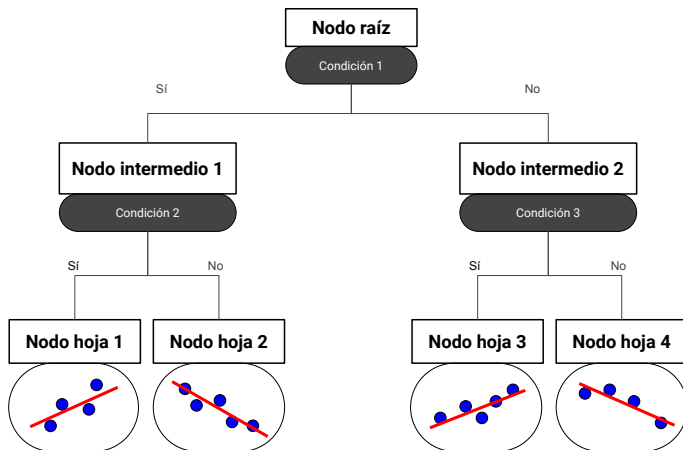 Nodo raíz
Condición 1
Sí
No
Nodo intermedio 1
Nodo intermedio 2
Condición 2
Condición 3
Sí
No
Sí
No
Nodo hoja 1
Nodo hoja 2
Nodo hoja 3
Nodo hoja 4